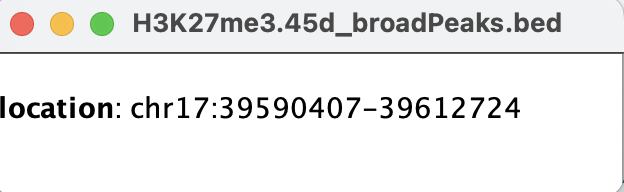 H3K27me3.45d_broadPeaks.bed
location: chr17:39590407-39612724